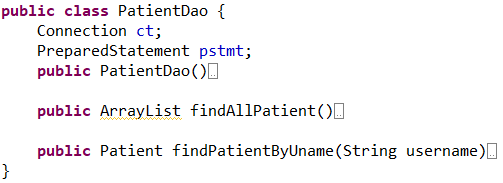 public class PatientDao {
    Connection ct;
    PreparedStatement pstmt;
    public PatientDao()
    public ArrayList findAllPatient()
    public Patient findPatientByUname(String username)
}